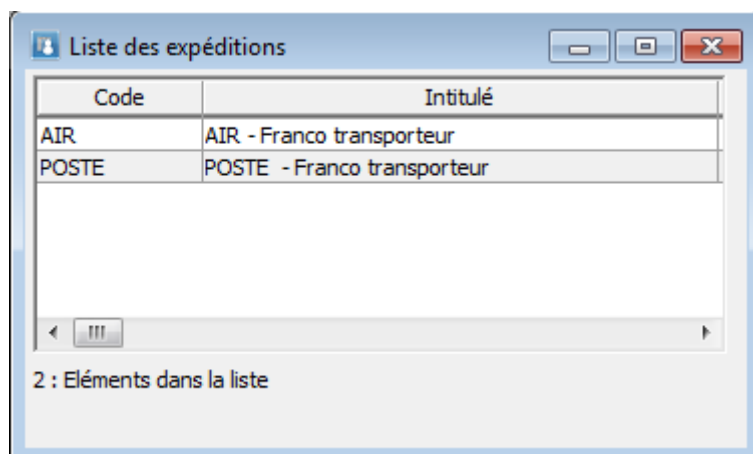 Liste des expéditions
Code Intitulé
AIR AIR - Franco transporteur
POSTE POSTE - Franco transporteur
2 : Eléments dans la liste